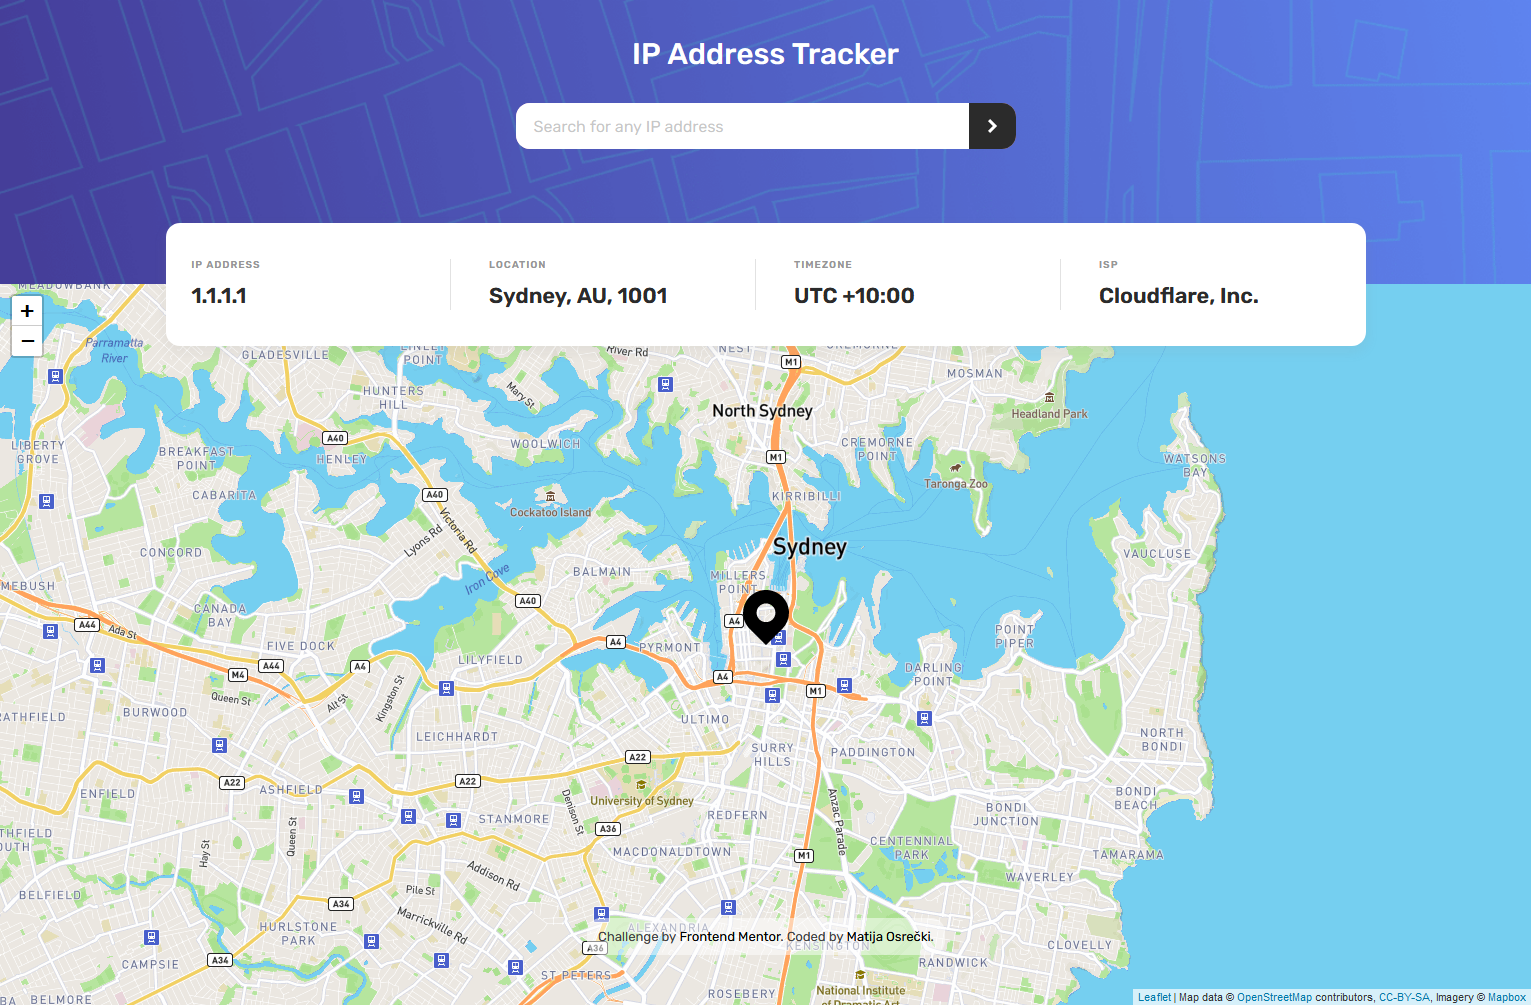 IP Address Tracker
Search for any IP address
IP ADDRESS
1.1.1.1
LOCATION
Sydney, AU, 1001
TIMEZONE
UTC +10:00
ISP
Cloudflare, Inc.
+
−
MEADOWBANK
Parramatta
River
GLADESVILLE
LINLEY
POINT
River Rd
NEST
CREMORNE
M1
MOSMAN
HUNTERS
HILL
Mary St
North Sydney
Headland Park
A40
LIBERTY
GROVE
BREAKFAST
POINT
HENLEY
WOOLWICH
M1
CREMORNE
POINT
WATSONS
BAY
Taronga Zoo
CABARITA
A40
Cockatoo Island
KIRRIBILLI
Victoria Rd
Lyons Rd
CONCORD
Sydney
VAUCLUSE
Iron Cove
BALMAIN
MILLERS
POINT
MEBUSH
A40
CANADA
BAY
A44
Ada St
A4
A4
POINT
PIPER
FIVE DOCK
PYRMONT
LILYFIELD
A44
A4
M4
DARLING
POINT
A4
M1
Queen St
Alt St
Kingston St
RATHFIELD
BURWOOD
ULTIMO
LEICHHARDT
SURRY
HILLS
PADDINGTON
NORTH
BONDI
A22
A22
A22
ENFIELD
ASHFIELD
University of Sydney
Denison St
Anzac Parade
BONDI
BEACH
BONDI
JUNCTION
REDFERN
STANMORE
A36
THFIELD
OUTH
Hay St
Queen St
MACDONALDTOWN
M1
CENTENNIAL
PARK
TAMARAMA
Addison Rd
WAVERLEY
BELFIELD
Pile St
A34
Marrickville Rd
HURLSTONE
PARK
ALEXANDRIA
Challenge by Frontend Mentor. Coded by Matija Osrečki.
A36
KENSINGTON
CLOVELLY
CAMPSIE
A34
ST PETERS
RANDWICK
BA
BELMORE
ROSEBERY
National Institute
of Dramatic Art
Leaflet | Map data © OpenStreetMap contributors, CC-BY-SA, Imagery © Mapbox